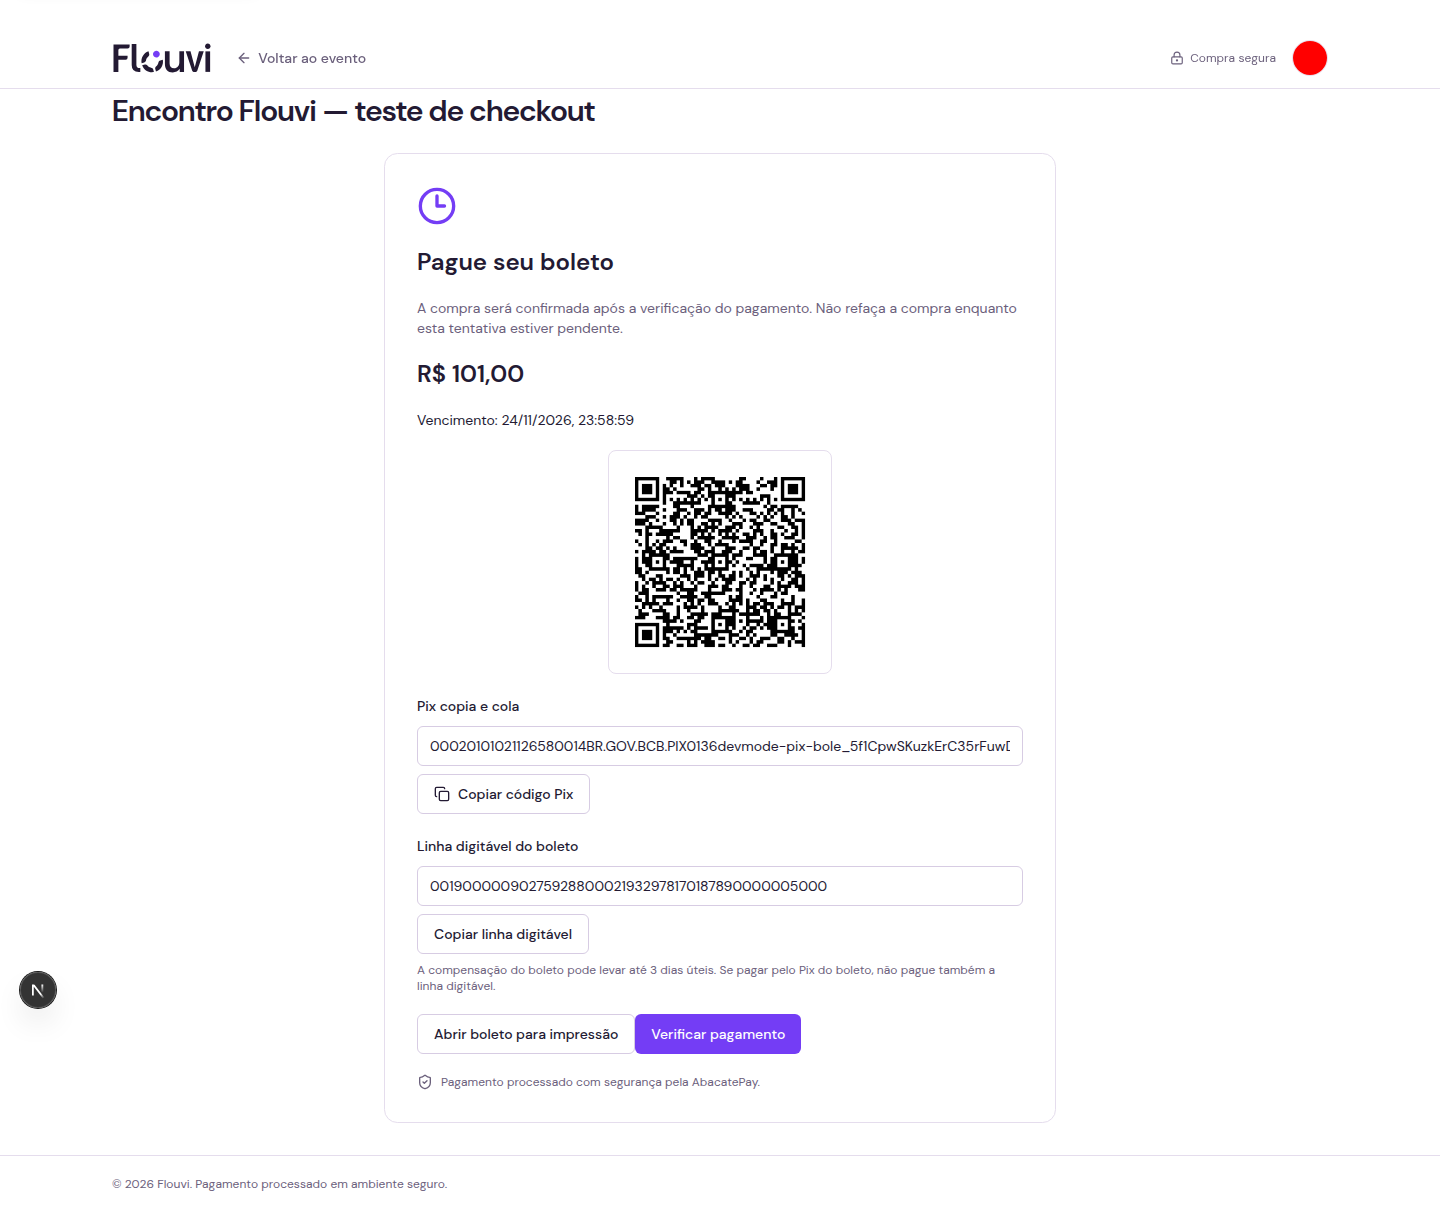 Flouvi
Voltar ao evento
Compra segura
Encontro Flouvi — teste de checkout
Pague seu boleto
A compra será confirmada após a verificação do pagamento. Não refaça a compra enquanto
esta tentativa estiver pendente.
R$ 101,00
Vencimento: 24/11/2026, 23:58:59
Pix copia e cola
00020101021126580014BR.GOV.BCB.PIX0136devmode-pix-bole_5f1CpwSKuzkErC35rFuwD
Copiar código Pix
Linha digitável do boleto
00190000090275928800021932978170187890000005000
Copiar linha digitável
A compensação do boleto pode levar até 3 dias úteis. Se pagar pelo Pix do boleto, não pague também a
linha digitável.
Abrir boleto para impressão
Verificar pagamento
N
Pagamento processado com segurança pela AbacatePay.
© 2026 Flouvi. Pagamento processado em ambiente seguro.